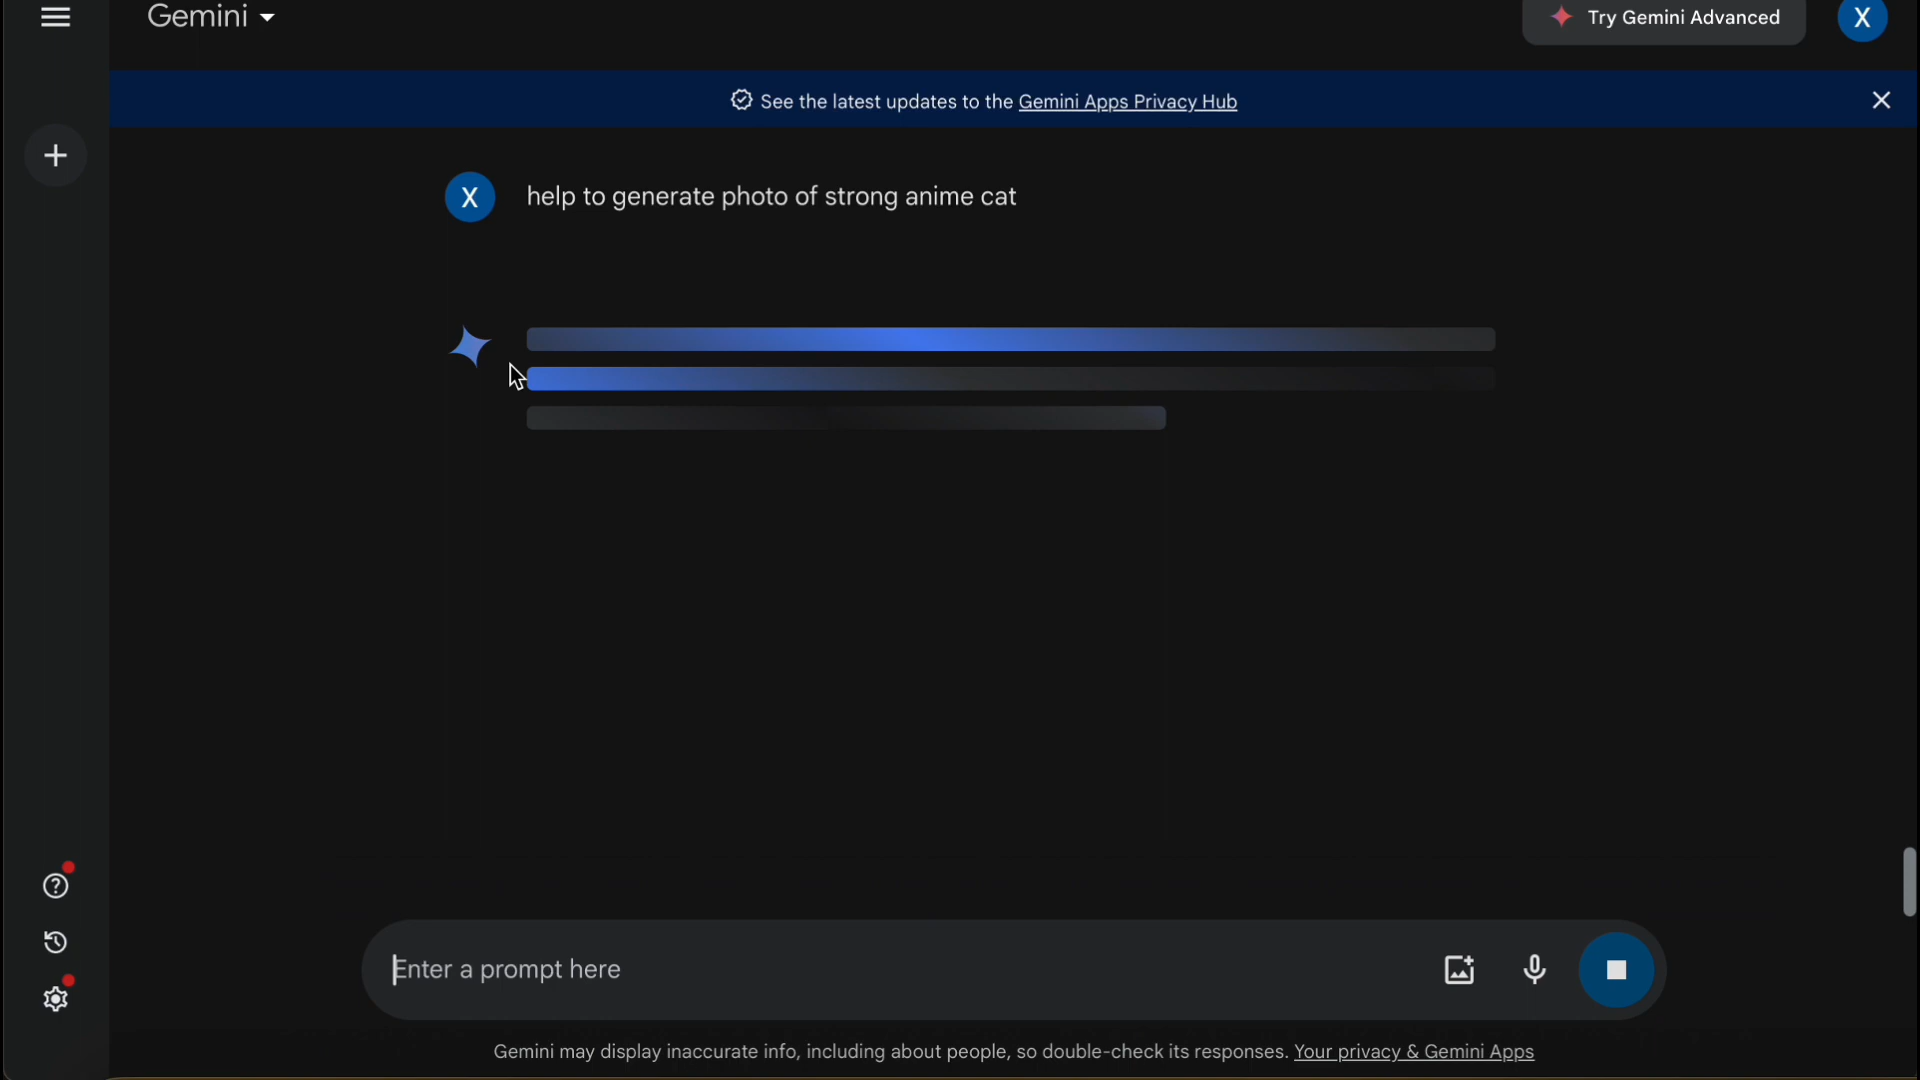 Gemini
Try Gemini Advanced
X
See the latest updates to the Gemini Apps Privacy Hub
X
help to generate photo of strong anime cat
Enter a prompt here
Gemini may display inaccurate info, including about people, so double-check its responses. Your privacy & Gemini Apps